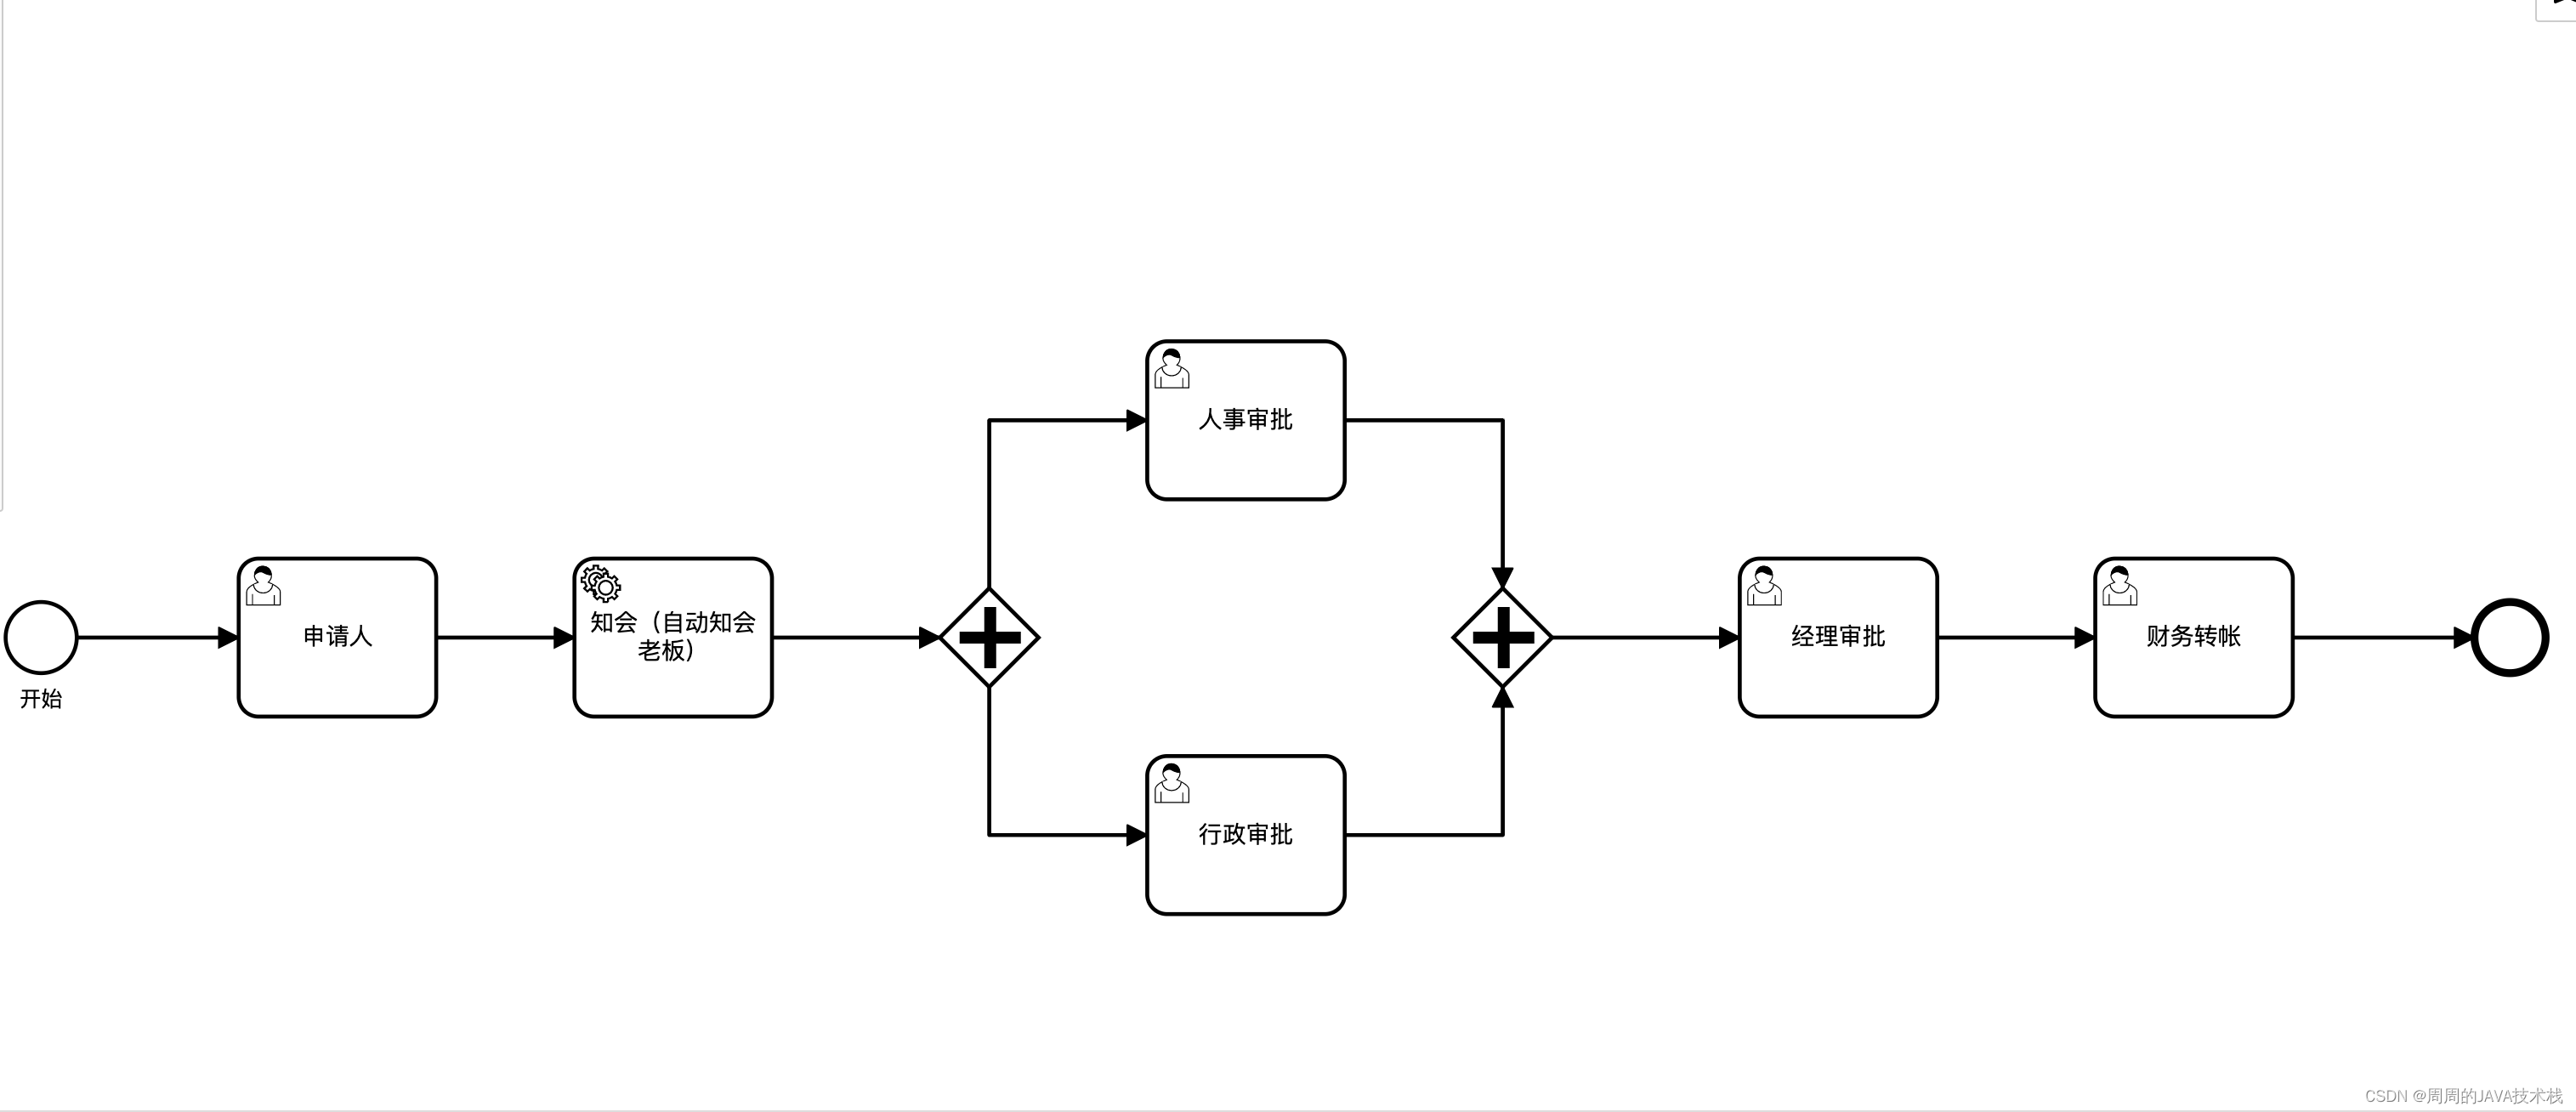 人事审批
开始
申请人
知会（自动知会
老板）
经理审批
财务转帐
行政审批
CSDN @周周的JAVA技术栈